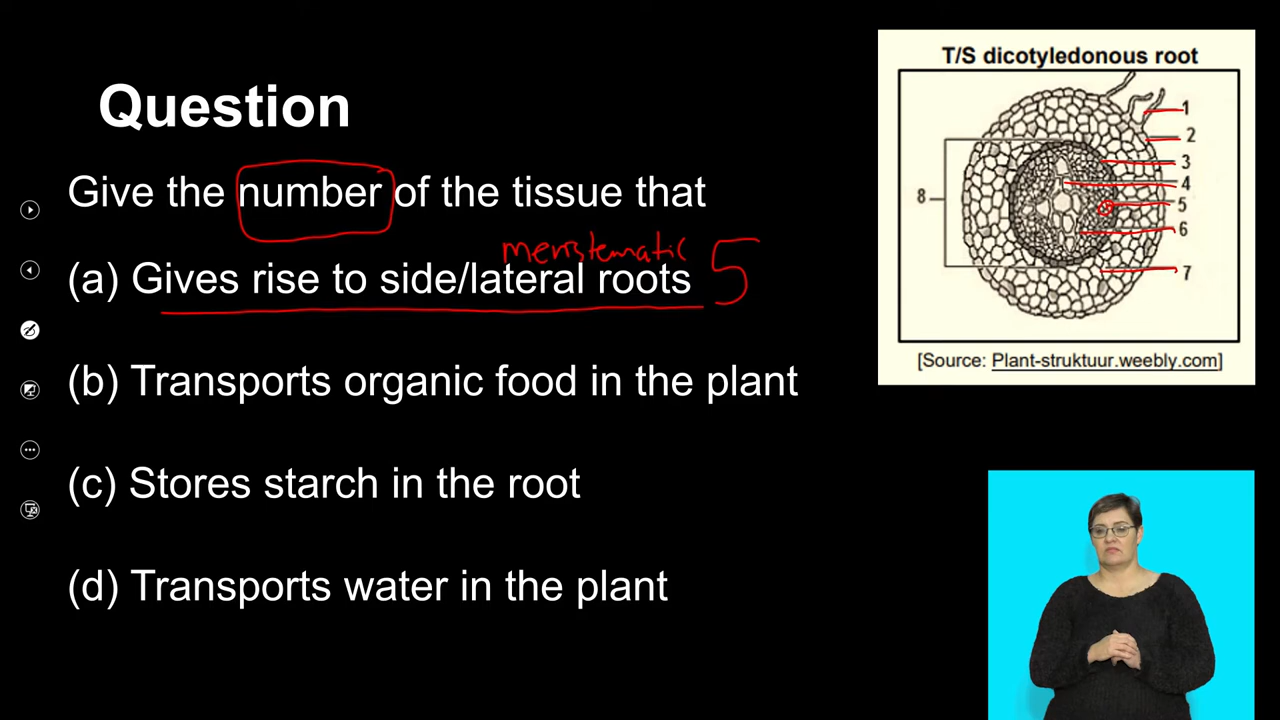 Question
Give the number of the tissue that
meristematic
(a) Gives rise to side/lateral roots 5
(b) Transports organic food in the plant
(c) Stores starch in the root
(d) Transports water in the plant
T/S dicotyledonous root
1
2
3
4
5
6
7
8
[Source: Plant-struktuur.weebly.com]